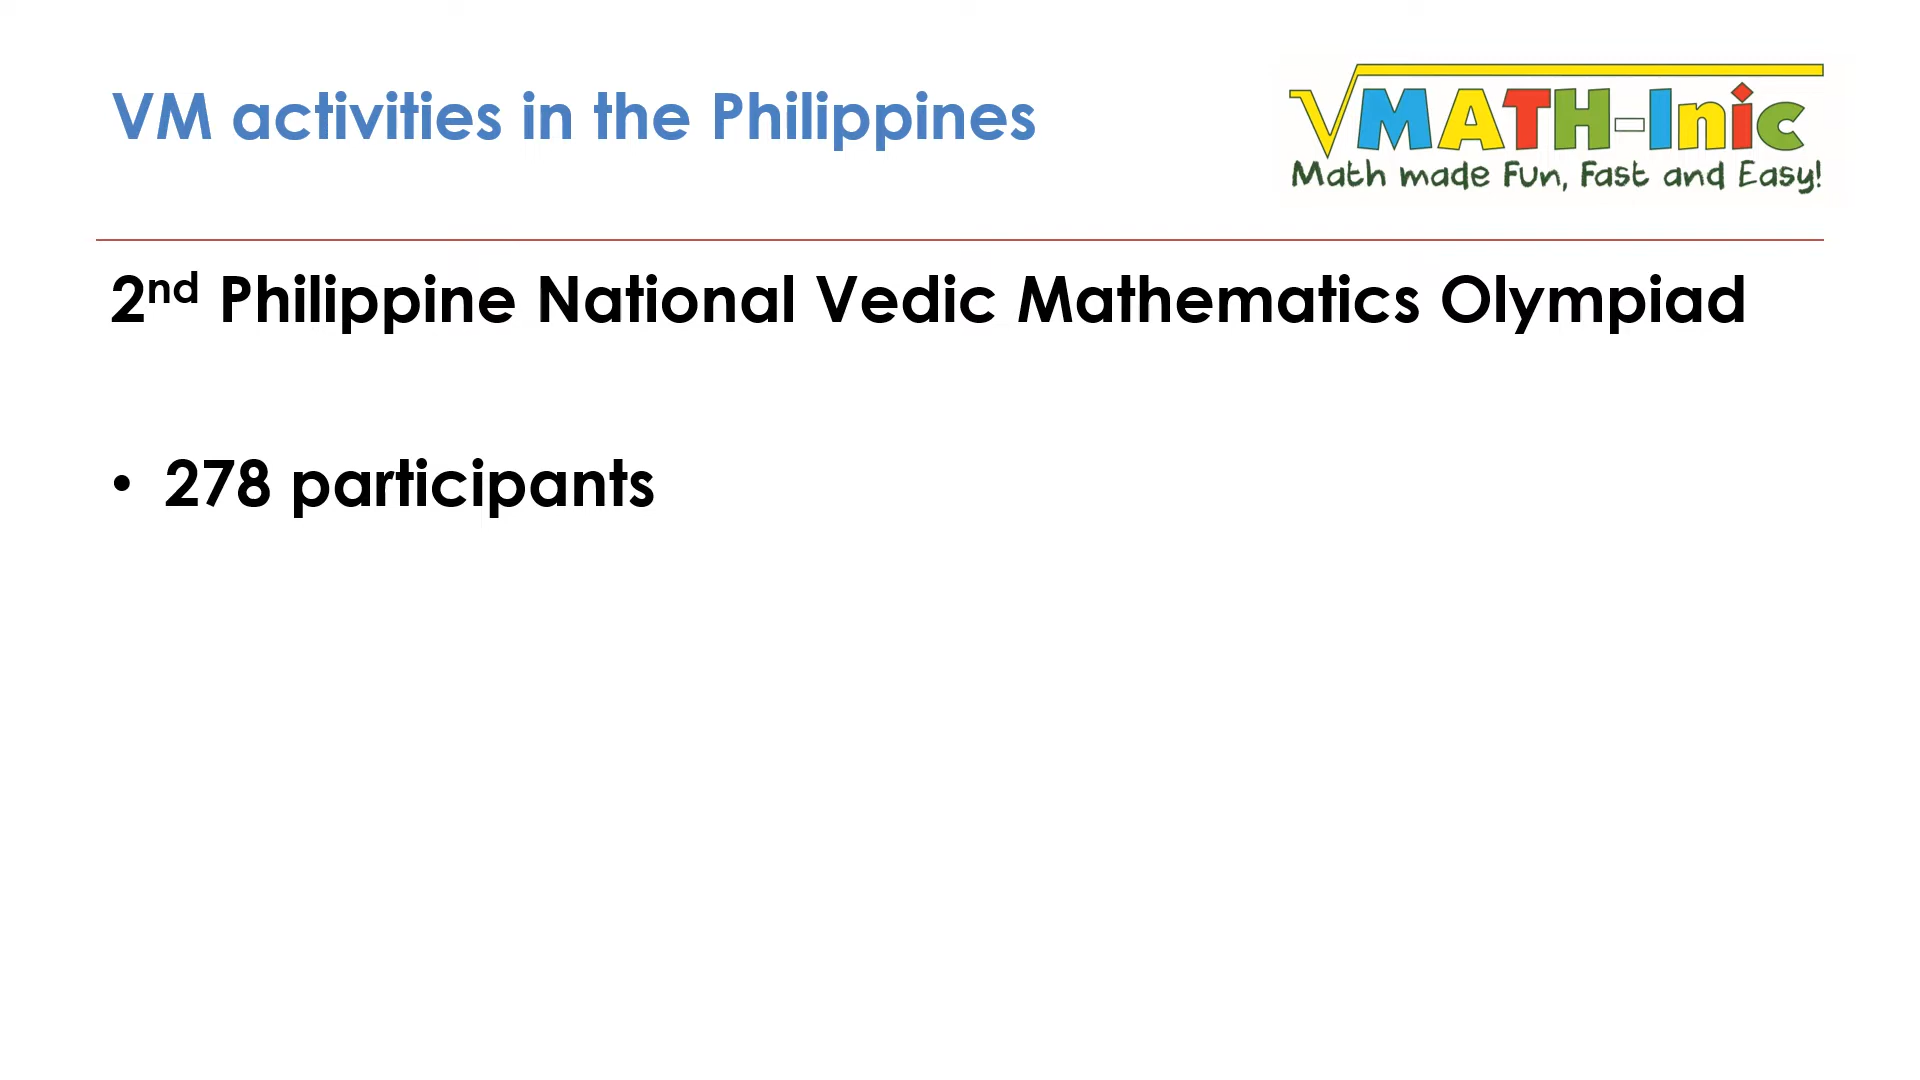 VM activities in the Philippines
√MATH-Inic
Math made Fun, Fast and Easy!
2nd Philippine National Vedic Mathematics Olympiad
• 278 participants